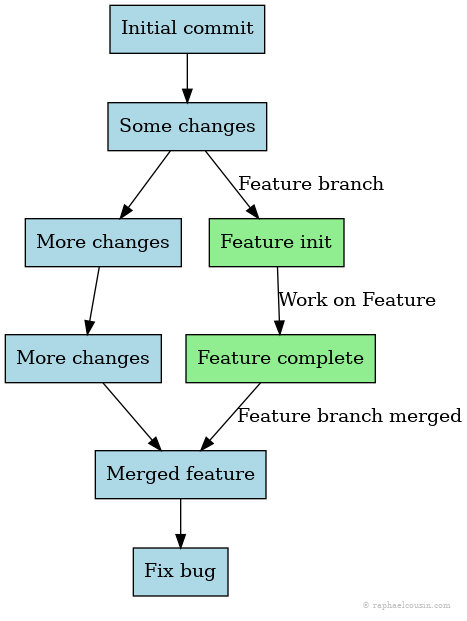 Initial commit
Some changes
Feature branch
More changes
Feature init
Work on Feature
More changes
Feature complete
Feature branch merged
Merged feature
Fix bug
© raphaelcouzin.com